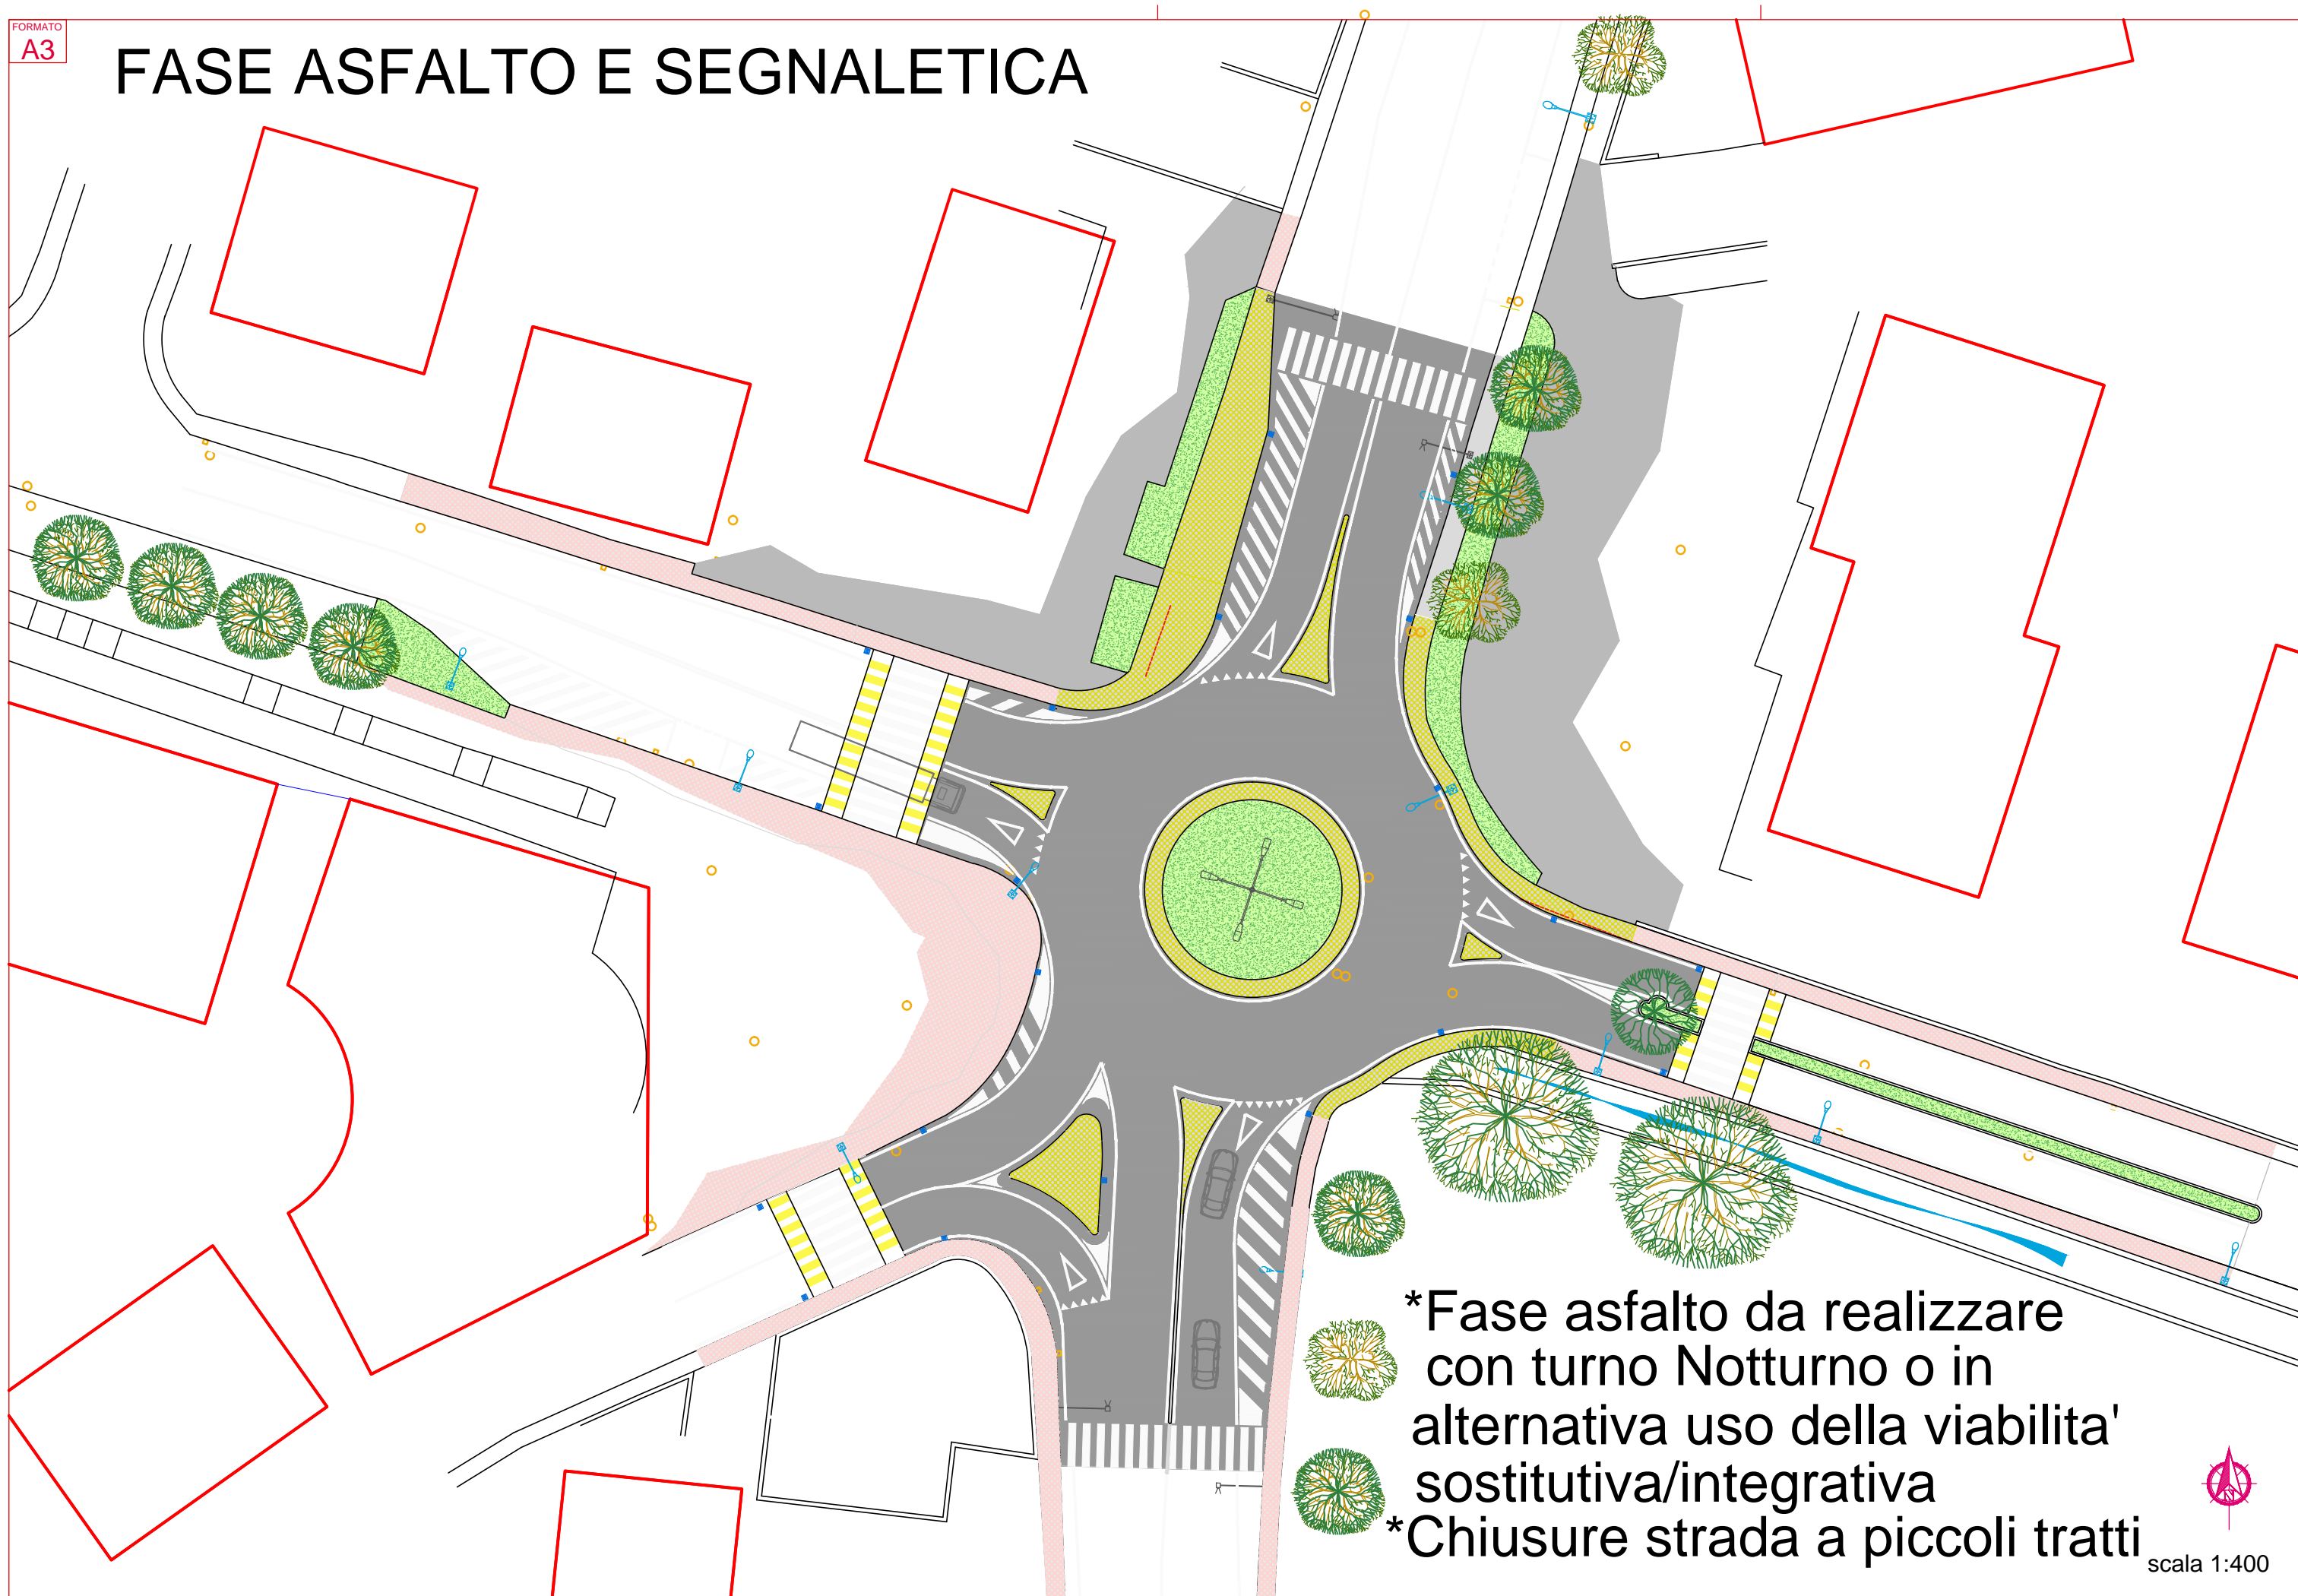 FORMATO
A3
FASE ASFALTO E SEGNALETICA
*Fase asfalto da realizzare
con turno Notturno o in
alternativa uso della viabilita'
sostitutiva/integrativa
*Chiusure strada a piccoli tratti
N
scala 1:400